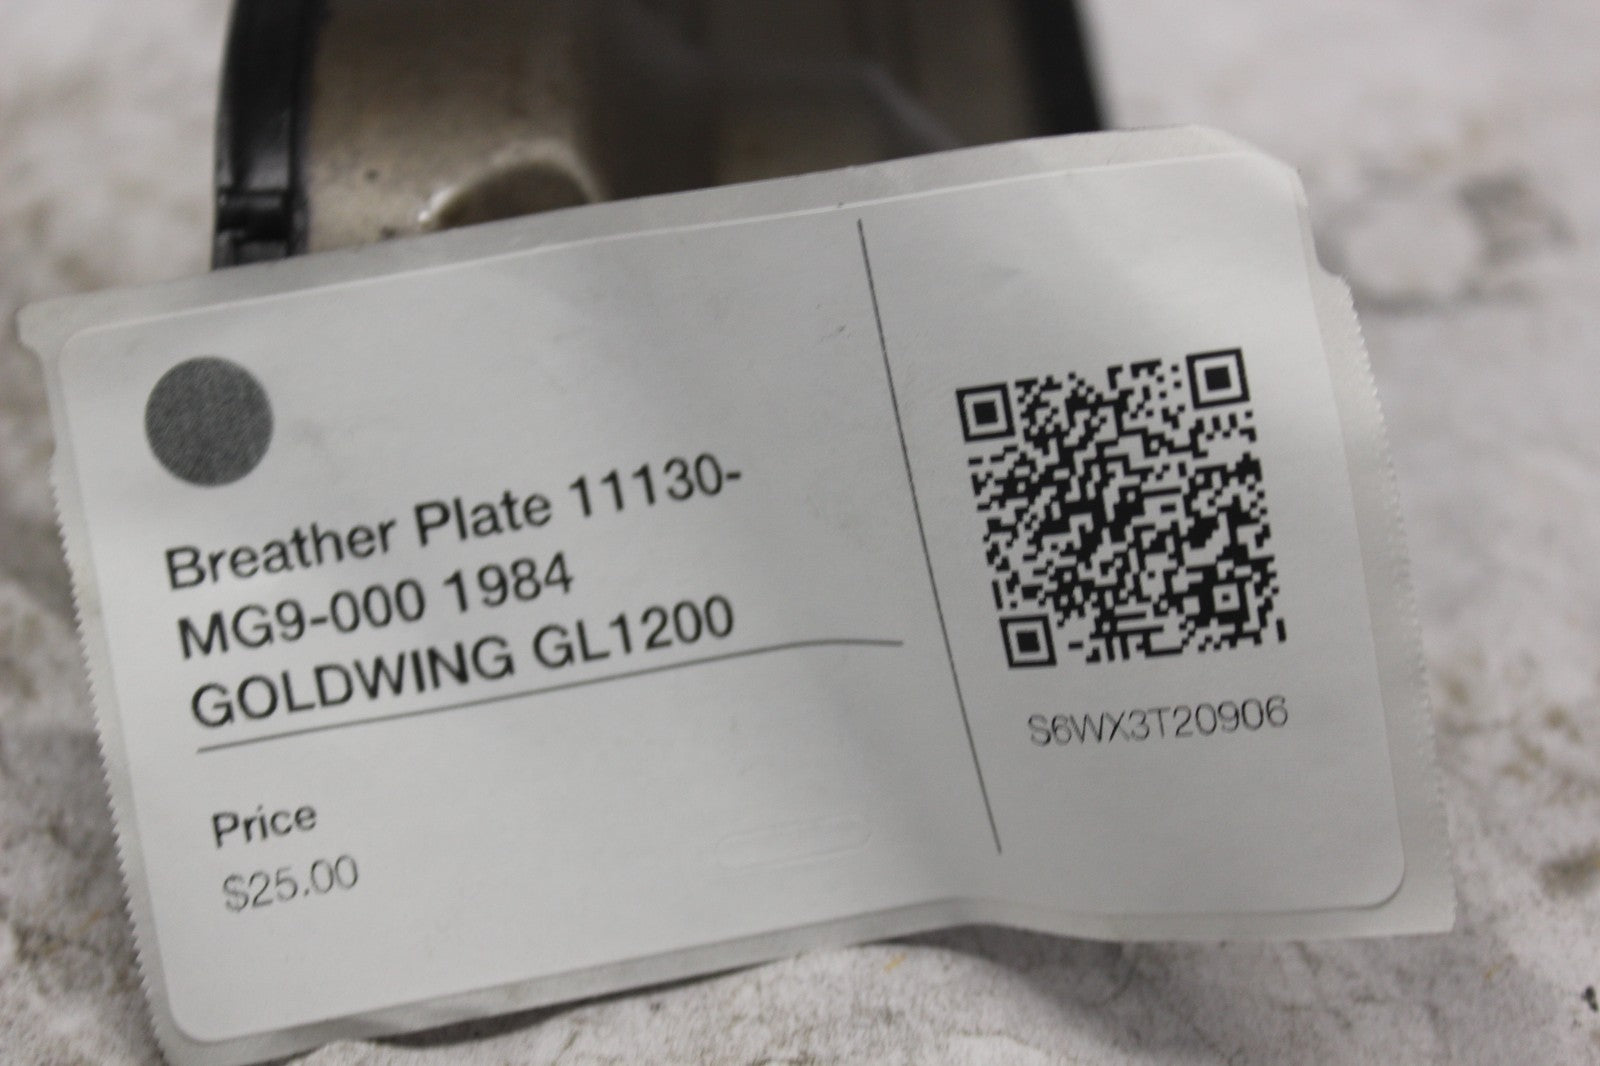 Breather Plate 11130-
MG9-000 1984
GOLDWING GL1200
Price
$25.00
S6WX3T20906